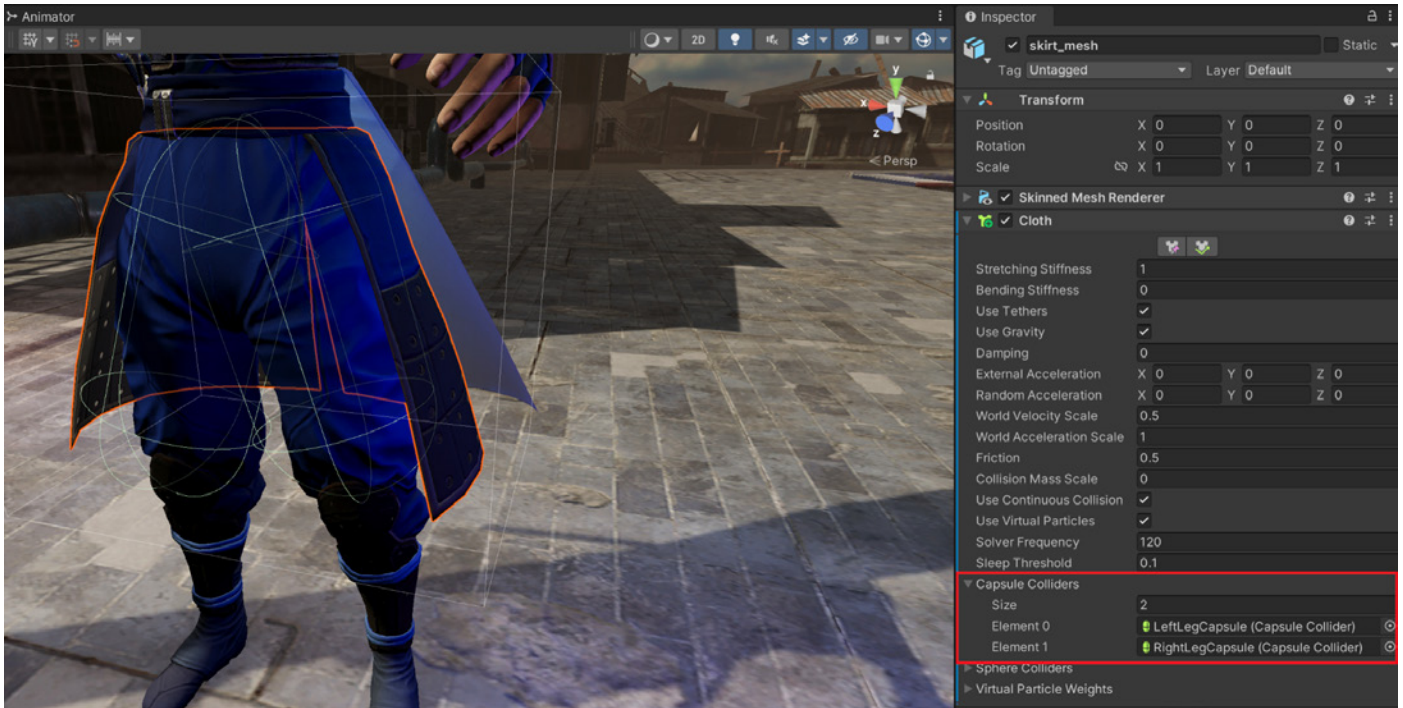 Animator
2D
y
x
z
Persp
Inspector
skirt_mesh Static
Tag Untagged Layer Default
Transform
Position X 0 Y 0 Z 0
Rotation X 0 Y 0 Z 0
Scale X 1 Y 1 Z 1
Skinned Mesh Renderer
Cloth
Stretching Stiffness 1
Bending Stiffness 0
Use Tethers
Use Gravity
Damping 0
External Acceleration X 0 Y 0 Z 0
Random Acceleration X 0 Y 0 Z 0
World Velocity Scale 0.5
World Acceleration Scale 1
Friction 0.5
Collision Mass Scale 0
Use Continuous Collision
Use Virtual Particles
Solver Frequency 120
Sleep Threshold 0.1
Capsule Colliders
Size 2
Element 0 LeftLegCapsule (Capsule Collider)
Element 1 RightLegCapsule (Capsule Collider)
Sphere Colliders
Virtual Particle Weights